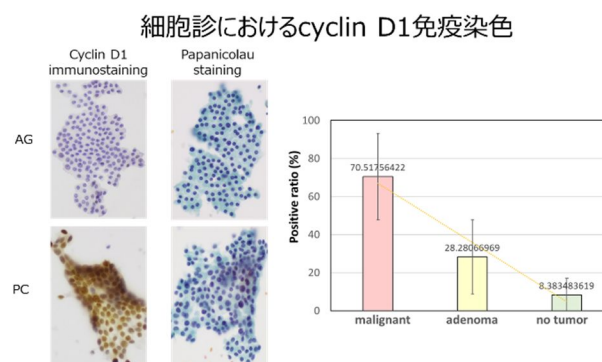 細胞診におけるcyclin D1免疫染色
Cyclin D1
immunostaining
Papanicolau
staining
AG
PC
Positive ratio (%)
100
80
60
40
20
0
70.51756422
28.28066969
8.383483619
malignant
adenoma
no tumor